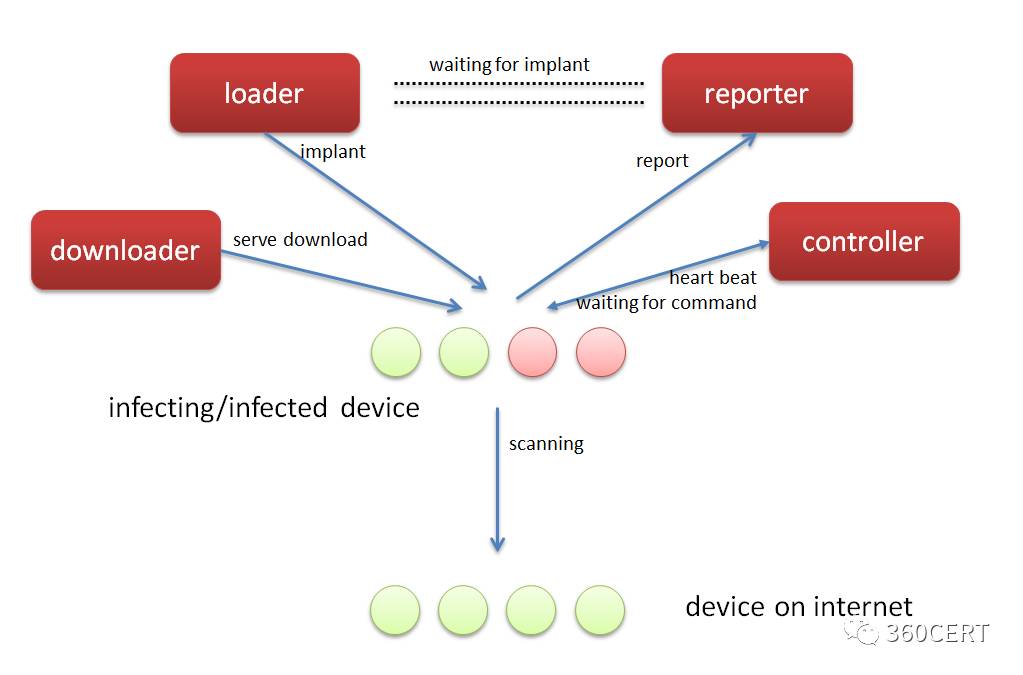 waiting for implant
loader
reporter
implant
report
downloader
serve download
controller
heart beat
waiting for command
infecting/infected device
scanning
device on internet
360CERT